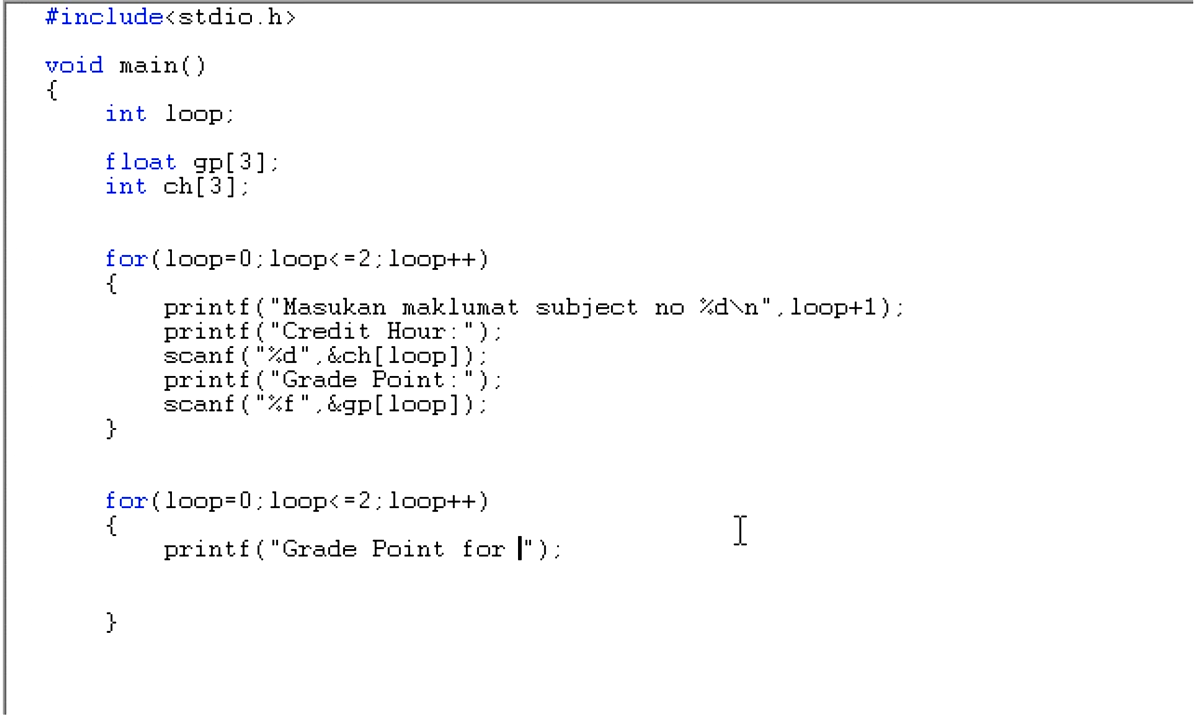 #include<stdio.h>
void main()
{
int loop;
float gp[3];
int ch[3];
for(loop=0;loop<=2;loop++)
{
printf("Masukan maklumat subject no %d\n",loop+1);
printf("Credit Hour:");
scanf("%d",&ch[loop]);
printf("Grade Point:");
scanf("%f",&gp[loop]);
}
for(loop=0;loop<=2;loop++)
{
printf("Grade Point for ");
}